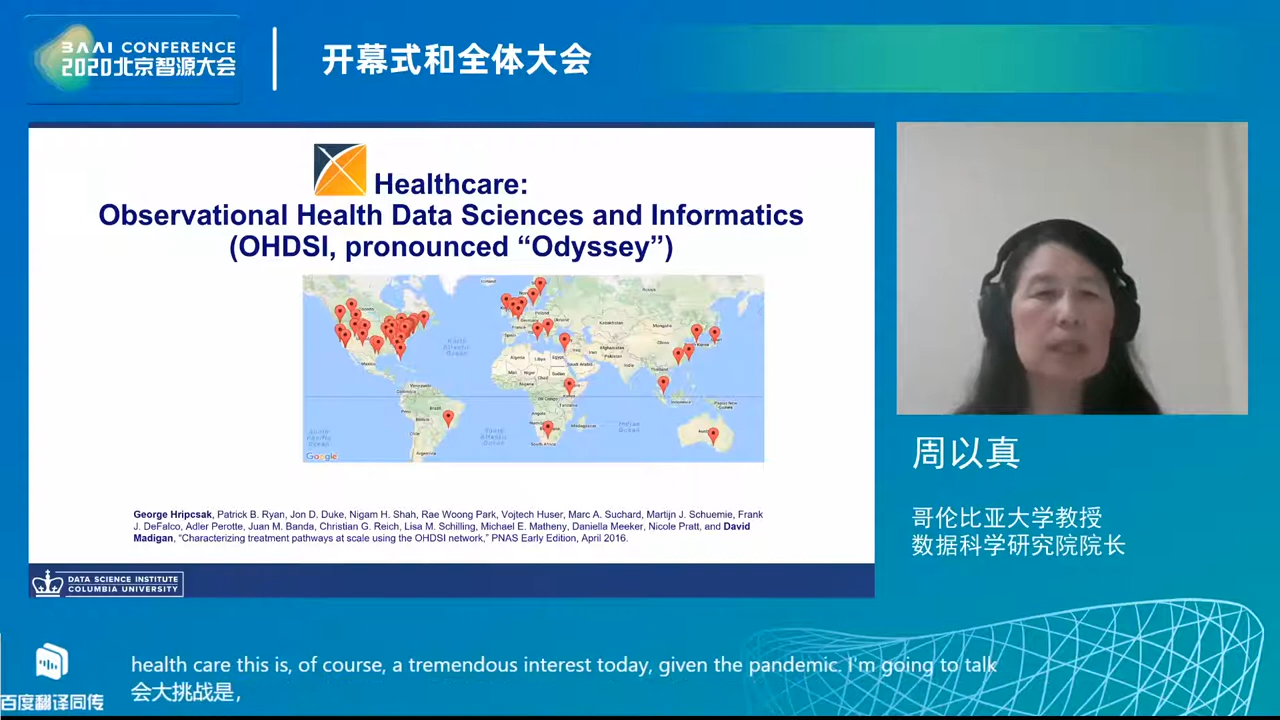 BAAI CONFERENCE
2020北京智源大会
开幕式和全体大会
Healthcare:
Observational Health Data Sciences and Informatics
(OHDSI, pronounced “Odyssey”)
Google
George Hripcsak, Patrick B. Ryan, Jon D. Duke, Nigam H. Shah, Rae Woong Park, Vojtech Huser, Marc A. Suchard, Martijn J. Schuemie, Frank
J. DeFalco, Adler Perotte, Juan M. Banda, Christian G. Reich, Lisa M. Schilling, Michael E. Matheny, Daniella Meeker, Nicole Pratt, and David
Madigan, “Characterizing treatment pathways at scale using the OHDSI network,” PNAS Early Edition, April 2016.
DATA SCIENCE INSTITUTE
COLUMBIA UNIVERSITY
周以真
哥伦比亚大学教授
数据科学研究院院长
health care this is, of course, a tremendous interest today, given the pandemic. I'm going to talk
会大挑战是,
百度翻译同传